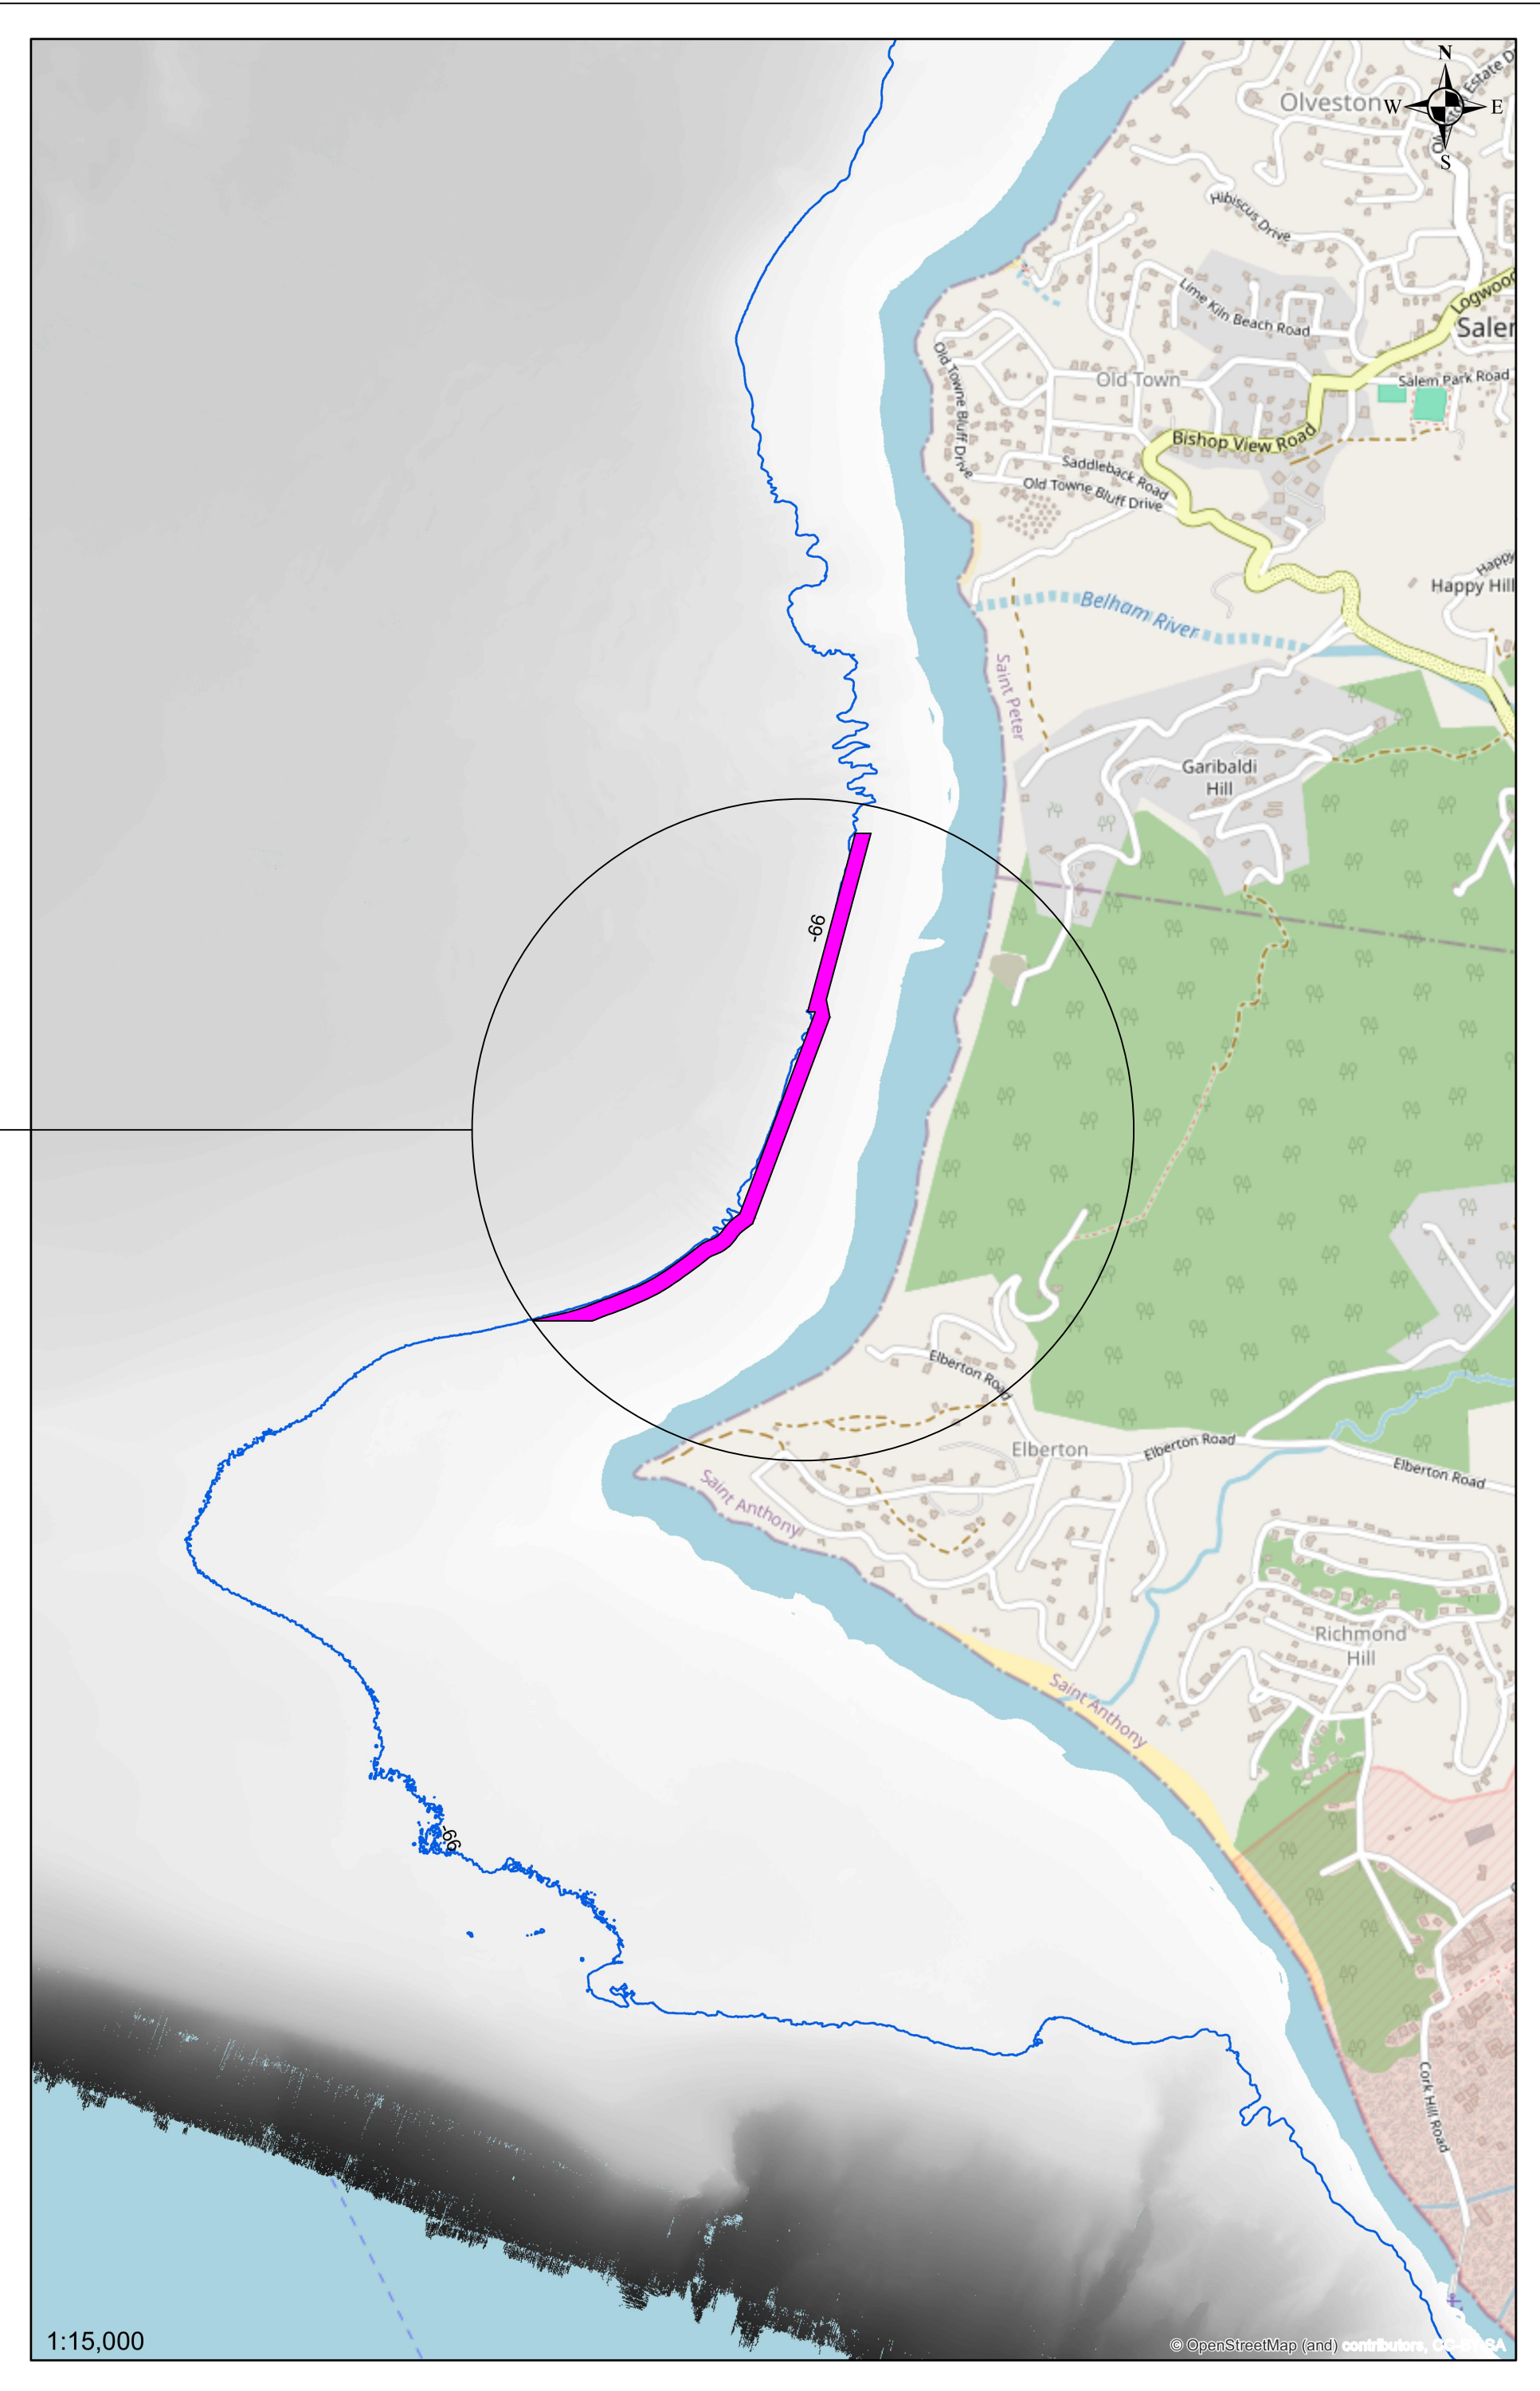 N
W E
S
Olveston
Hibiscus Drive
Lime Kiln Beach Road
Logwood
Old Towne Bluff Drive
Old Town
Salem Park Road
Bishop View Road
Saddleback Road
Old Towne Bluff Drive
Happy
Happy Hill
Belham River
Saint Peter
Garibaldi
Hill
-66
Elberton Road
Elberton
Elberton Road
Elberton Road
Saint Anthony
Richmond
Hill
Saint Anthony
-66
Cork Hill Road
1:15,000
© OpenStreetMap (and) contributors, CC-BY-SA